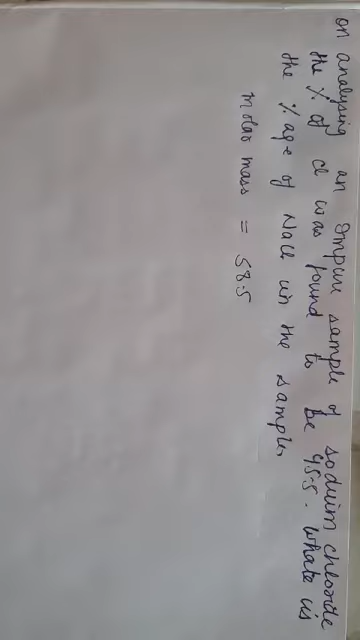 on analysing an Impure sample of sodium chloride
the % of cl was found to be 45.5. what is
the % age of Nacl in the sample.
molar mass = 58.5